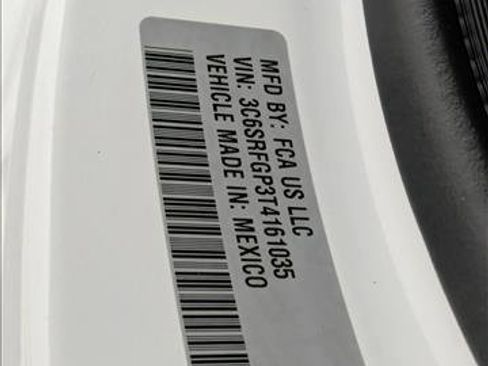 MFD BY: FCA US LLC
VIN: 3C6SRFGP3T4161035
VEHICLE MADE IN: MEXICO